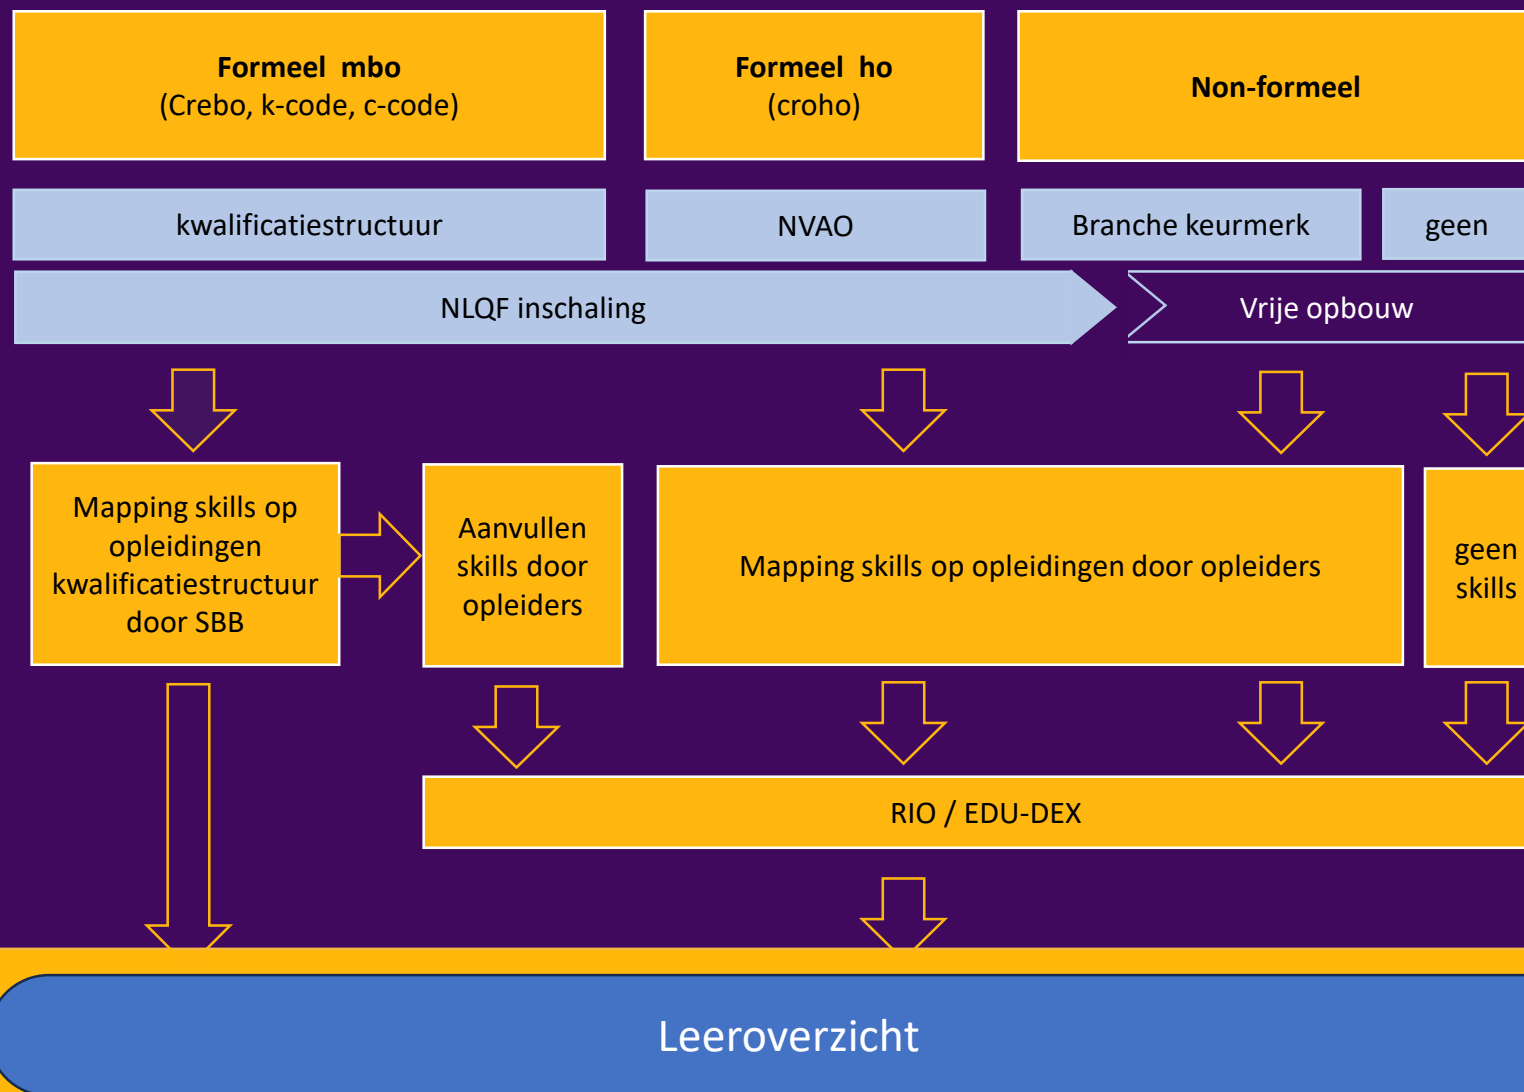 Formeel mbo
(Crebo, k-code, c-code)
Formeel ho
(croho)
Non-formeel
kwalificatiestructuur
NVAO
Branche keurmerk
geen
NLQF inschaling
Vrije opbouw
Mapping skills op
opleidingen
kwalificatiestructuur
door SBB
Aanvullen
skills door
opleiders
Mapping skills op opleidingen door opleiders
geen
skills
RIO / EDU-DEX
Leeroverzicht